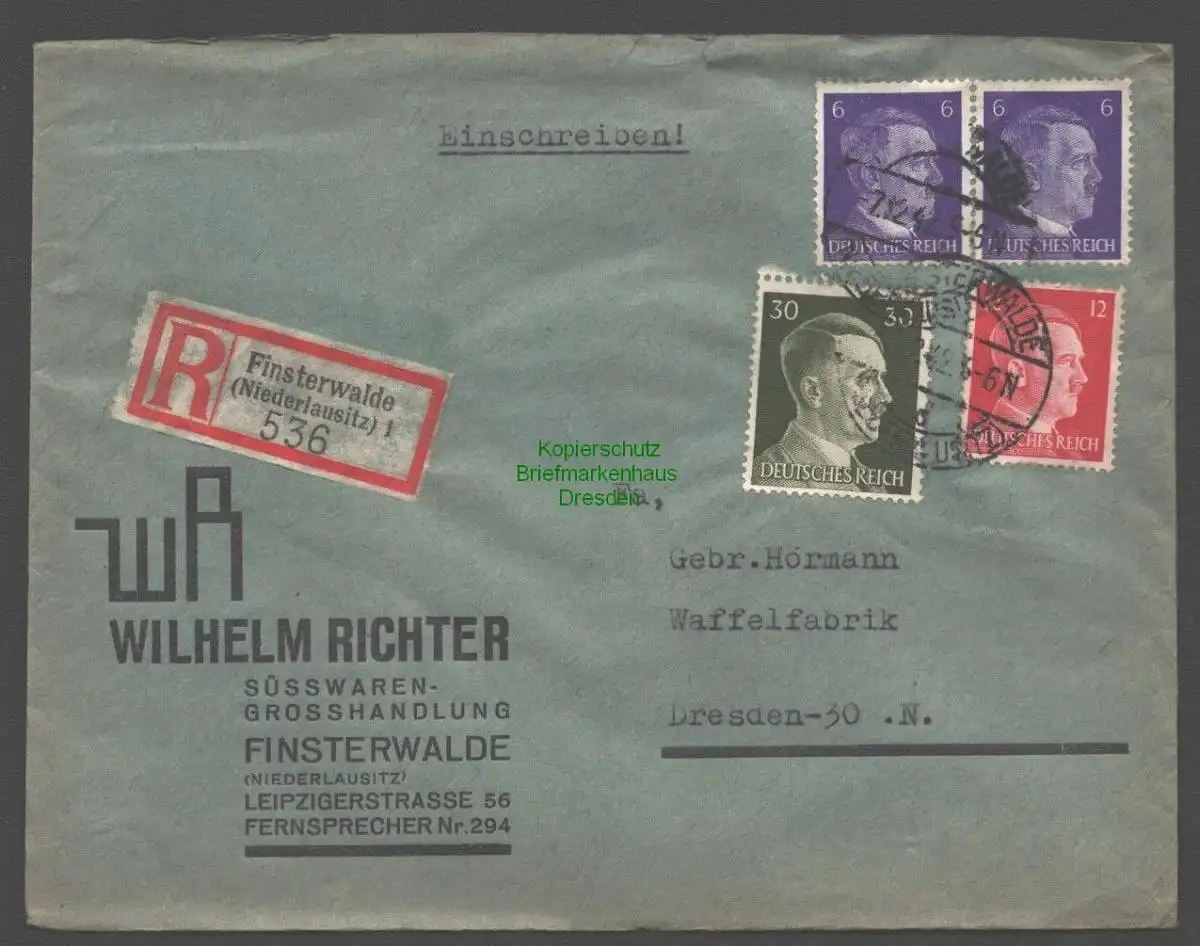 Einschreiben!
6 6
6 6
DEUTSCHES REICH
DEUTSCHES REICH
30 30
12
DEUTSCHES REICH
DEUTSCHES REICH
R
Finsterwalde
(Niederlausitz) 1
536
Kopierschutz
Briefmarkenhaus
Dresden
Fa,
Gebr.Hörmann
Waffelfabrik
Dresden-30 .N.
WR
WILHELM RICHTER
SÜSSWAREN-
GROSSHANDLUNG
FINSTERWALDE
(NIEDERLAUSITZ)
LEIPZIGERSTRASSE 56
FERNSPRECHER Nr. 294